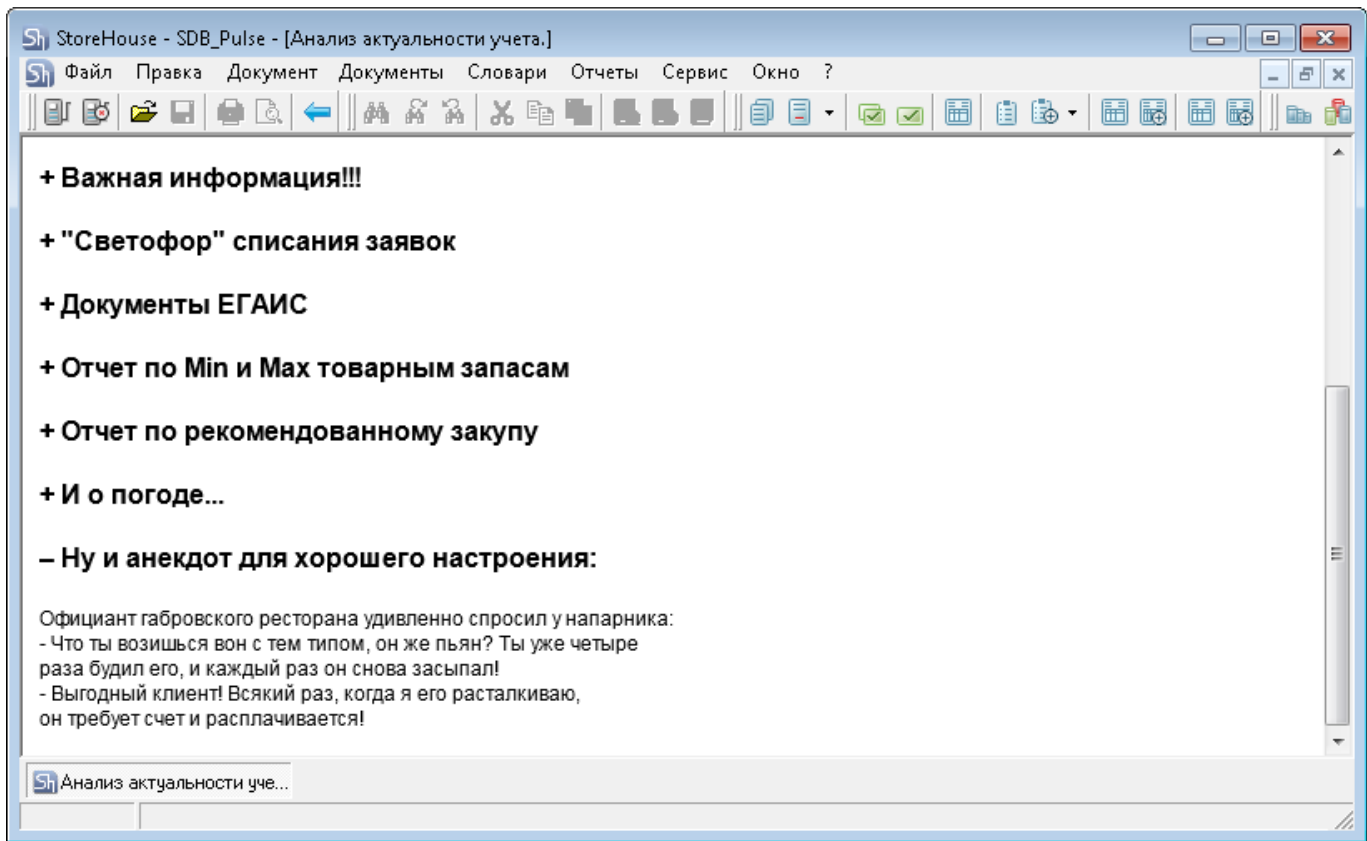 StoreHouse - SDB_Pulse - [Анализ актуальности учета.]
Файл Правка Документ Документы Словари Отчеты Сервис Окно ?
+ Важная информация!!!
+ "Светофор" списания заявок
+ Документы ЕГАИС
+ Отчет по Min и Max товарным запасам
+ Отчет по рекомендованному закупу
+ И о погоде...
– Ну и анекдот для хорошего настроения:
Официант габровского ресторана удивленно спросил у напарника:
- Что ты возишься вон с тем типом, он же пьян? Ты уже четыре
раза будил его, и каждый раз он снова засыпал!
- Выгодный клиент! Всякий раз, когда я его расталкиваю,
он требует счет и расплачивается!
Анализ актуальности уче...